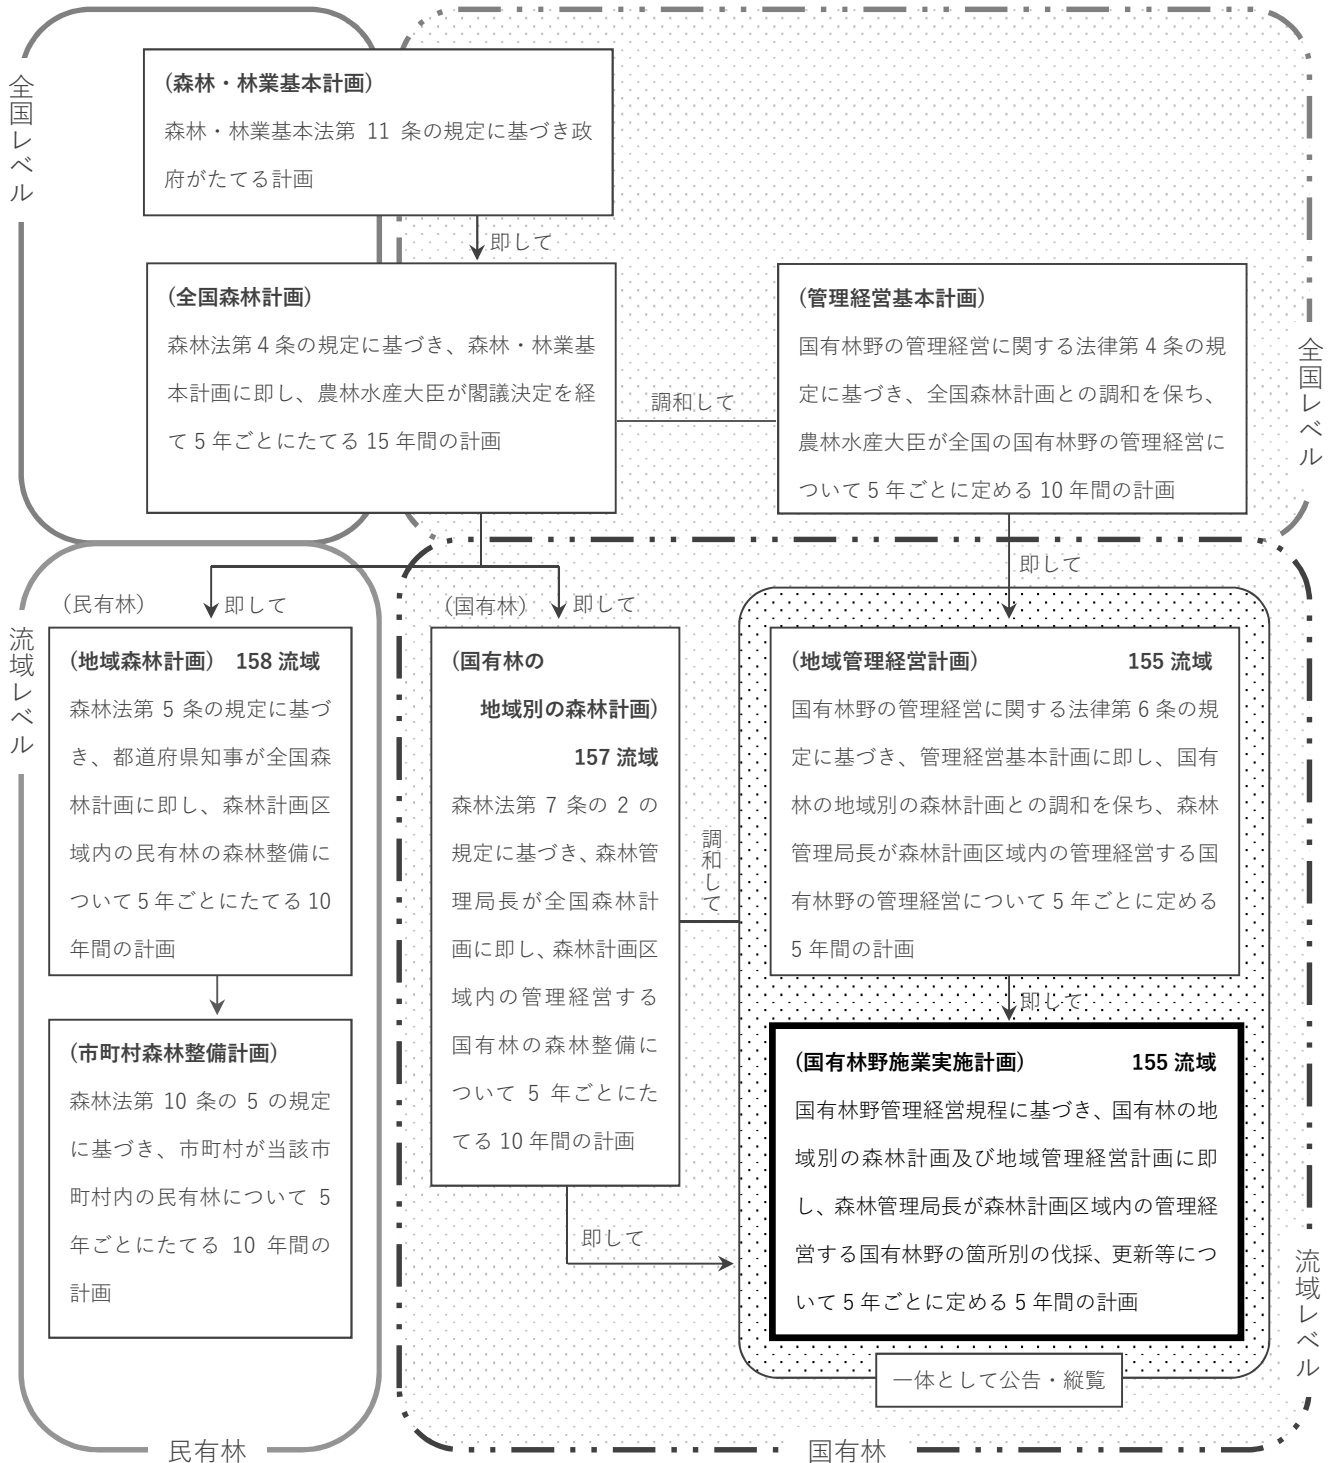 全国レベル
(森林・林業基本計画)
森林・林業基本法第 11 条の規定に基づき政
府がたてる計画
即して
(全国森林計画)
森林法第 4 条の規定に基づき、森林・林業基
本計画に即し、農林水産大臣が閣議決定を経
て 5 年ごとにたてる 15 年間の計画
調和して
(管理経営基本計画)
国有林野の管理経営に関する法律第 4 条の規
定に基づき、全国森林計画との調和を保ち、
農林水産大臣が全国の国有林野の管理経営に
ついて 5 年ごとに定める 10 年間の計画
全国レベル
即して
流域レベル
(民有林)
即して
(地域森林計画) 158 流域
森林法第 5 条の規定に基づ
き、都道府県知事が全国森
林計画に即し、森林計画区
域内の民有林の森林整備に
ついて 5 年ごとにたてる 10
年間の計画
(市町村森林整備計画)
森林法第 10 条の 5 の規定
に基づき、市町村が当該市
町村内の民有林について 5
年ごとにたてる 10 年間の
計画
民有林
(国有林)
即して
(国有林の
地域別の森林計画)
157 流域
森林法第 7 条の 2 の
規定に基づき、森林管
理局長が全国森林計
画に即し、森林計画区
域内の管理経営する
国有林の森林整備に
ついて 5 年ごとにた
てる 10 年間の計画
調和して
即して
(地域管理経営計画) 155 流域
国有林野の管理経営に関する法律第 6 条の規
定に基づき、管理経営基本計画に即し、国有
林の地域別の森林計画との調和を保ち、森林
管理局長が森林計画区域内の管理経営する国
有林野の管理経営について 5 年ごとに定める
5 年間の計画
即して
(国有林野施業実施計画) 155 流域
国有林野管理経営規程に基づき、国有林の地
域別の森林計画及び地域管理経営計画に即
し、森林管理局長が森林計画区域内の管理経
営する国有林野の箇所別の伐採、更新等につ
いて 5 年ごとに定める 5 年間の計画
一体として公告・縦覧
流域レベル
国有林